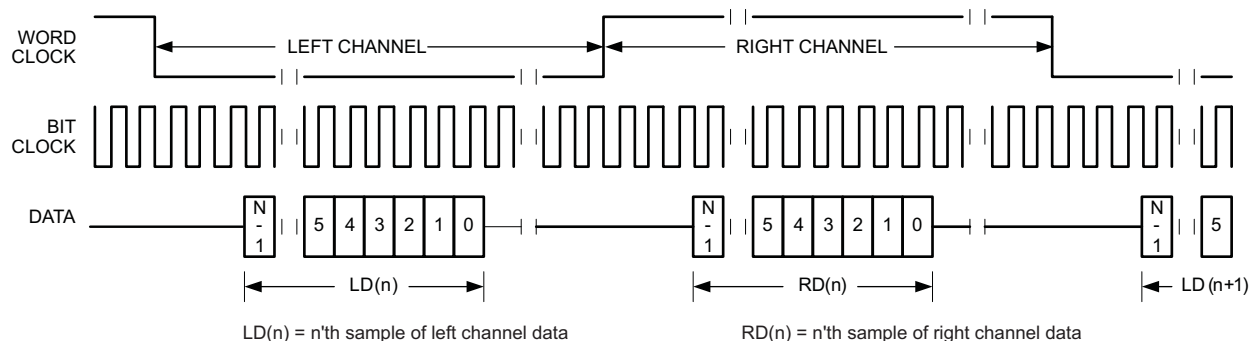 WORD
CLOCK
LEFT CHANNEL
RIGHT CHANNEL
BIT
CLOCK
DATA
N
-
1
5 4 3 2 1 0
N
-
1
5 4 3 2 1 0
N
-
1
5
LD(n)
RD(n)
LD (n+1)
LD(n) = n'th sample of left channel data
RD(n) = n'th sample of right channel data